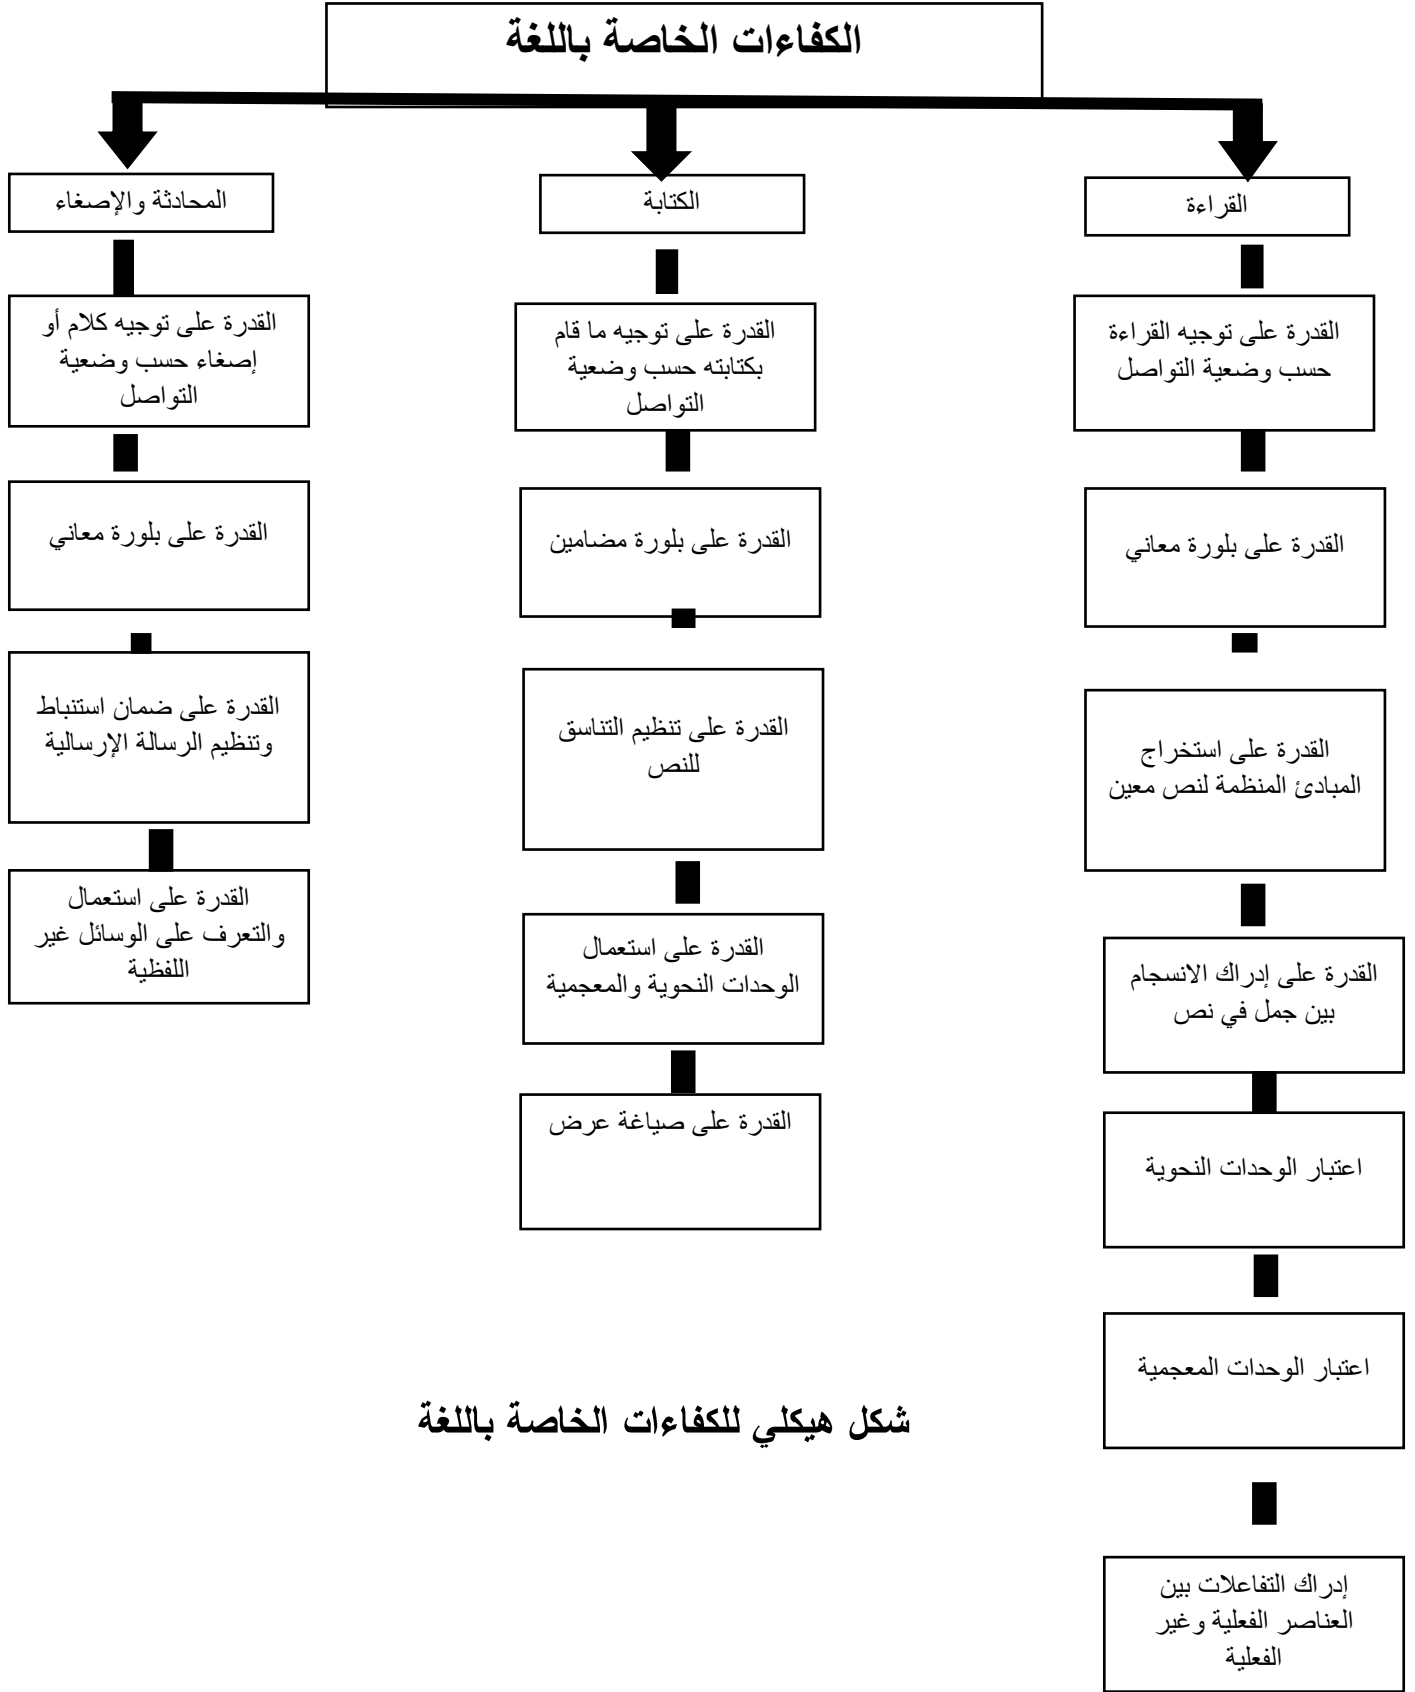 الكفاءات الخاصة باللغة
القراءة
القدرة على توجيه القراءة
حسب وضعية التواصل
القدرة على بلورة معاني
القدرة على استخراج
المبادئ المنظمة لنص معين
القدرة على إدراك الانسجام
بين جمل في نص
اعتبار الوحدات النحوية
اعتبار الوحدات المعجمية
إدراك التفاعلات بين
العناصر الفعلية وغير
الفعلية
الكتابة
القدرة على توجيه ما قام
بكتابته حسب وضعية
التواصل
القدرة على بلورة مضامين
القدرة على تنظيم التناسق
للنص
القدرة على استعمال
الوحدات النحوية والمعجمية
القدرة على صياغة عرض
المحادثة والإصغاء
القدرة على توجيه كلام أو
إصغاء حسب وضعية
التواصل
القدرة على بلورة معاني
القدرة على ضمان استنباط
وتنظيم الرسالة الإرسالية
القدرة على استعمال
والتعرف على الوسائل غير
اللفظية
شكل هيكلي للكفاءات الخاصة باللغة